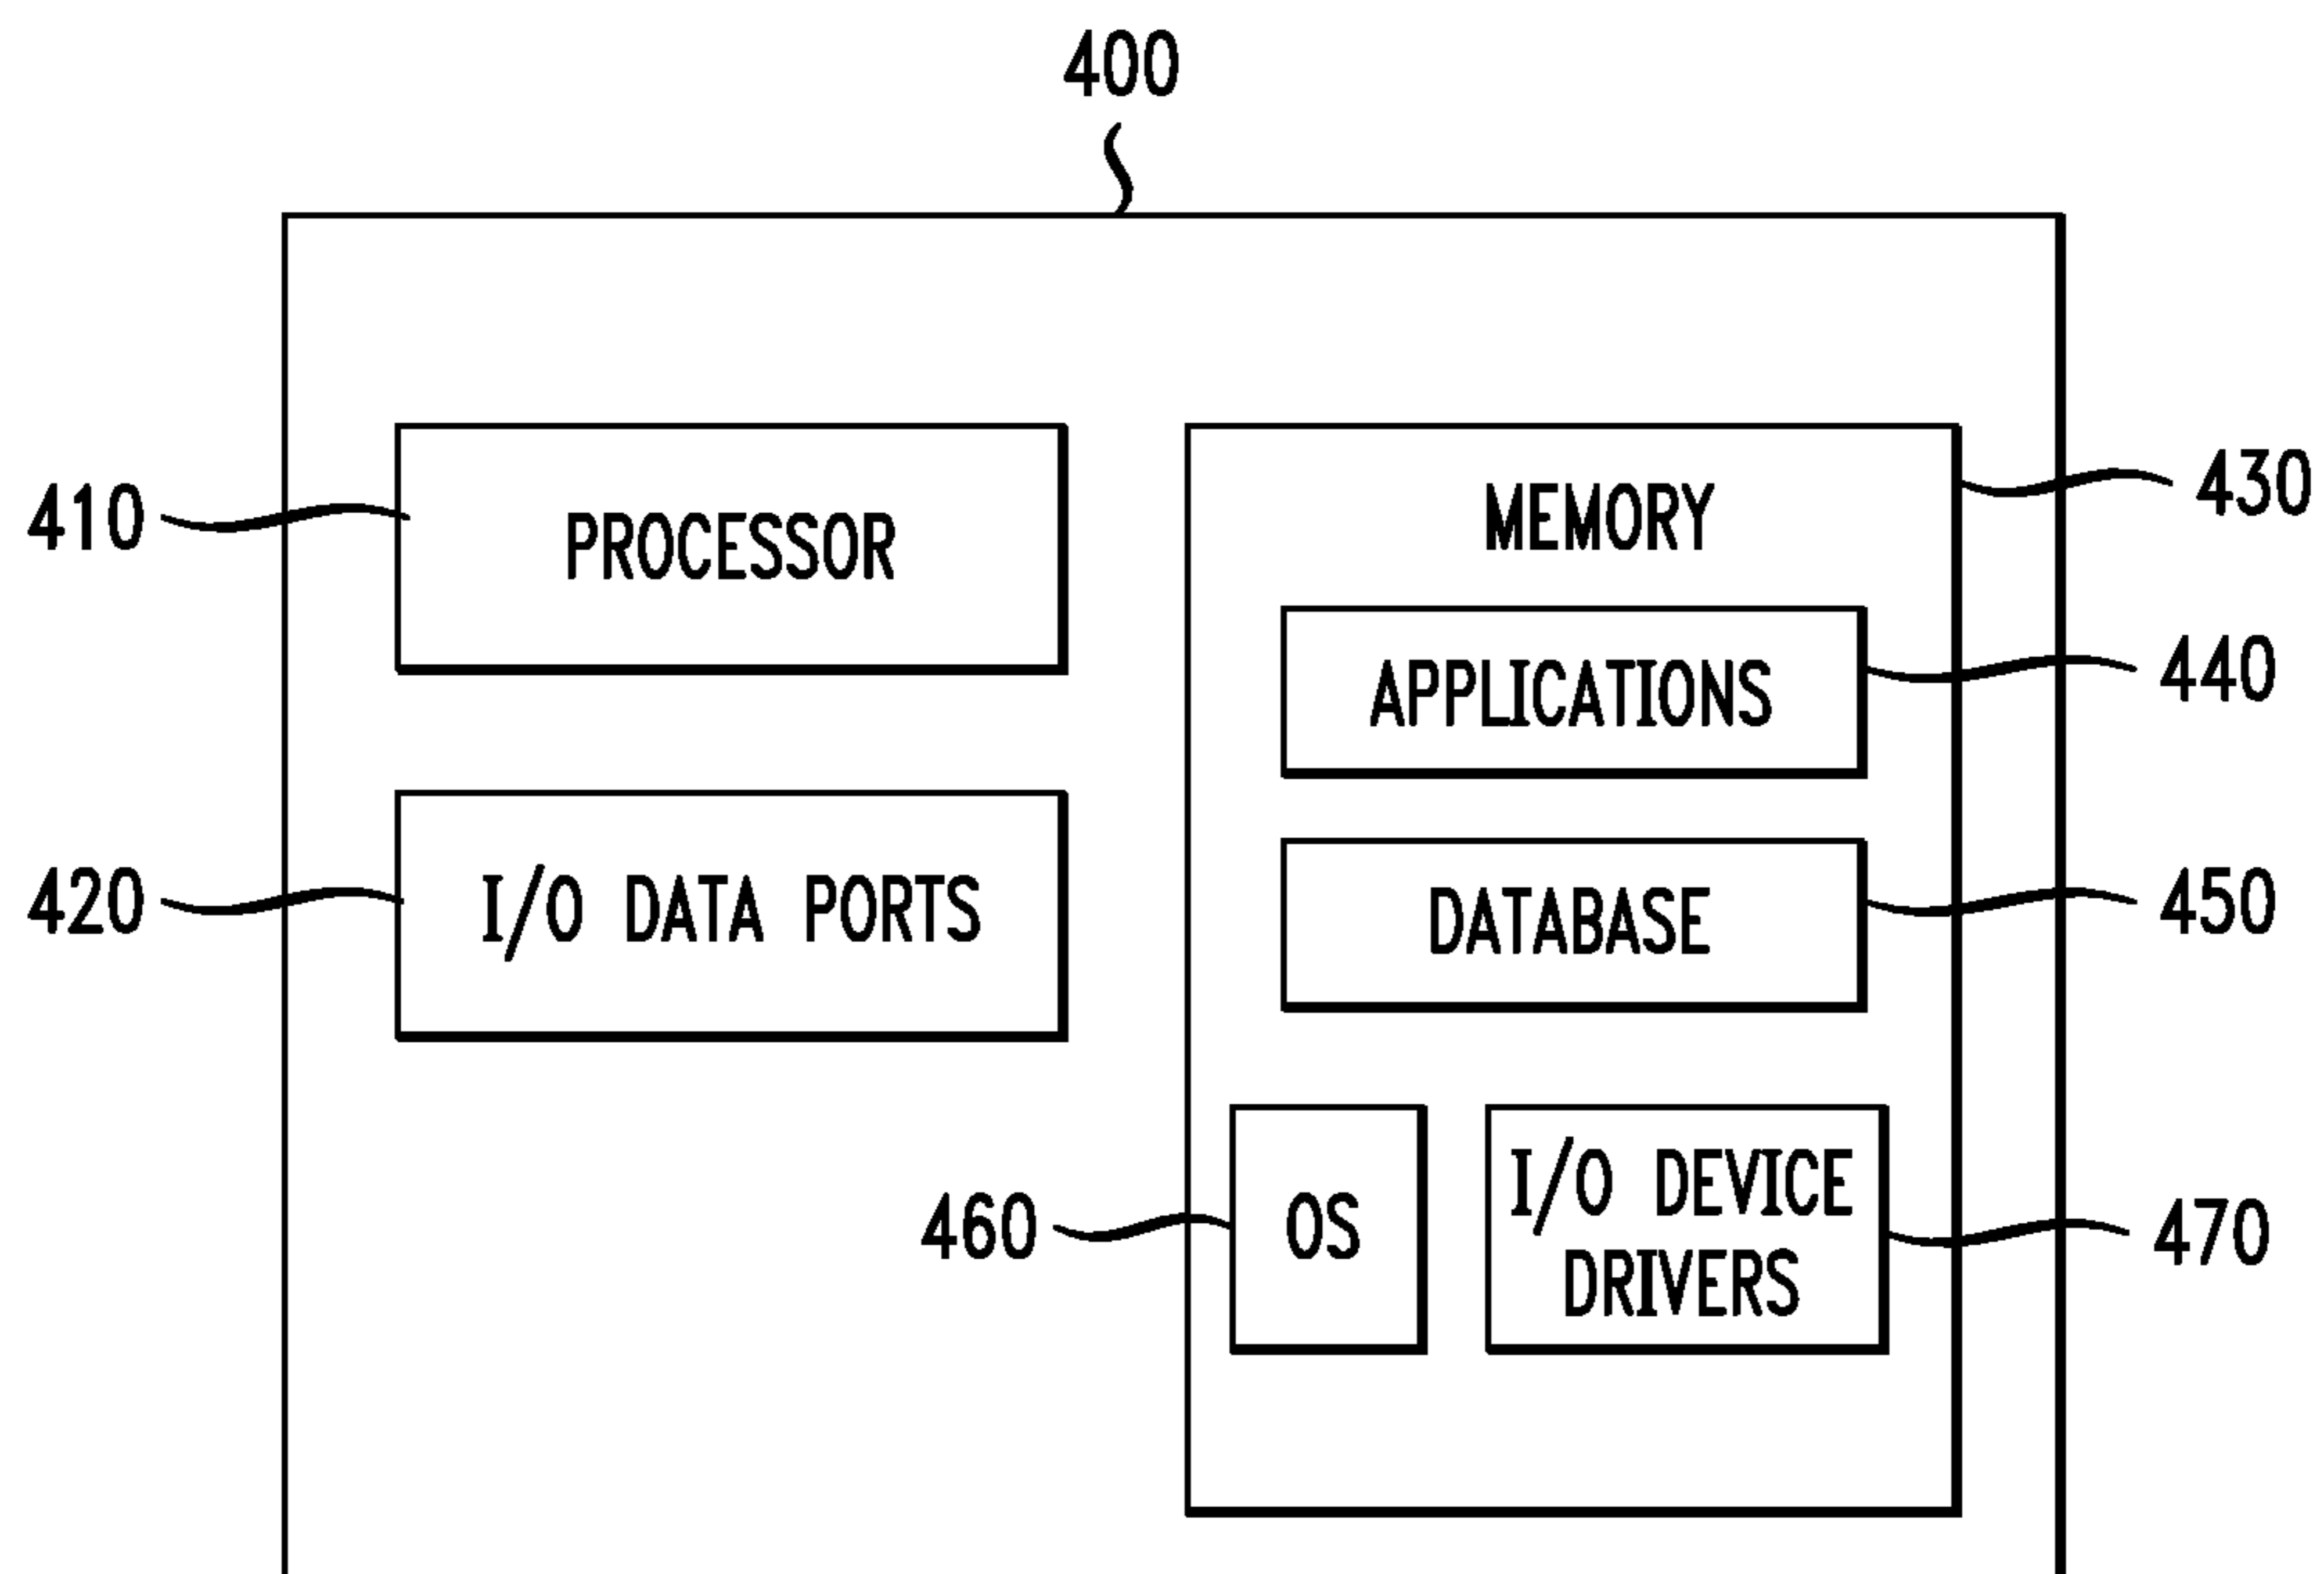 400
410
PROCESSOR
MEMORY
430
APPLICATIONS
440
420
I/O DATA PORTS
DATABASE
450
460
OS
I/O DEVICE
DRIVERS
470